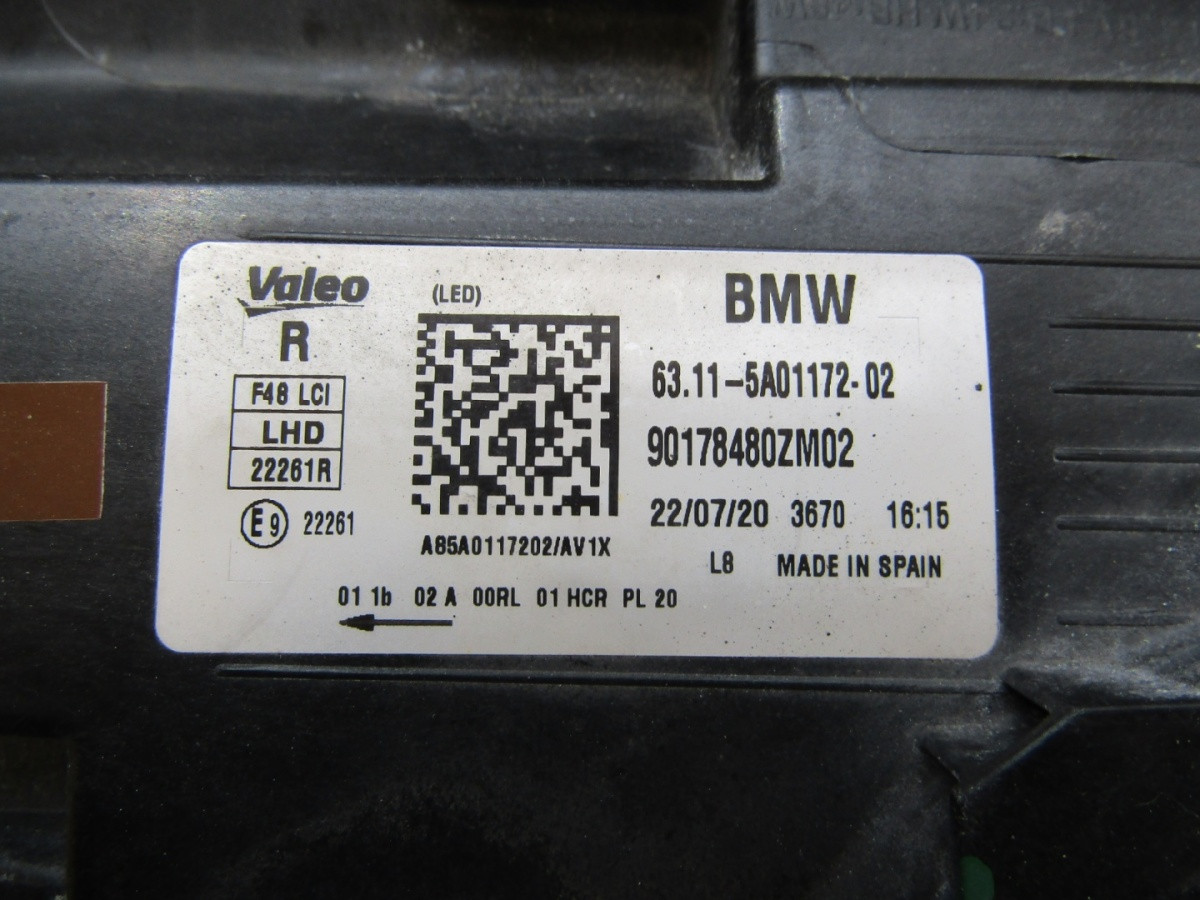 Valeo
(LED)
BMW
R
63.11-5A01172-02
F48 LCI
LHD
22261R
90178480ZM02
E9 22261
22/07/20 3670 16:15
A85A0117202/AV1X
L8 MADE IN SPAIN
01 1b 02 A 00RL 01 HCR PL 20